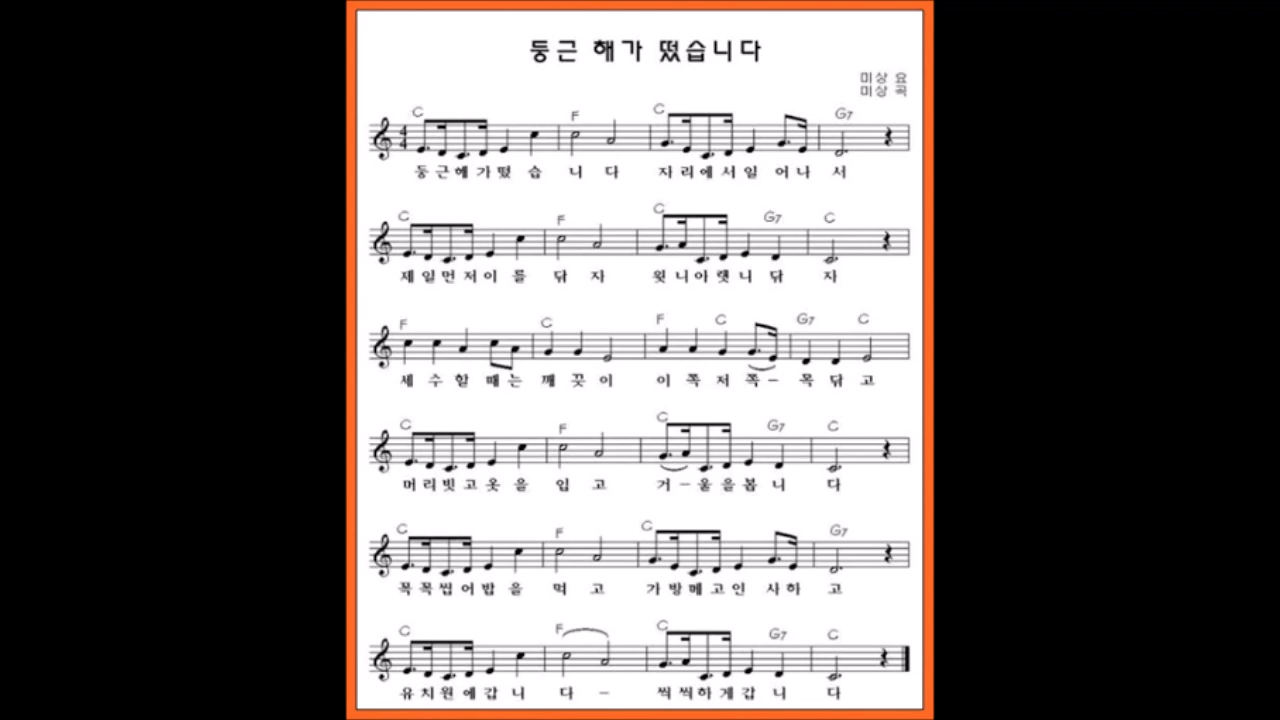 둥근 해가 떴습니다
미상 요
미상 곡
C F C G7
4
4
둥근해가떴 습 니 다 자리에서일 어나 서
C F C G7 C
제일먼저이 를 닦 자 윗니아랫니 닦 자
F C F C G7 C
세 수 할 때는 깨 끗 이 이 쪽 저 쪽- 목 닦 고
C F C G7 C
머리빗고옷 을 입 고 거-울을봅 니 다
C F C G7
꼭꼭씹어밥 을 먹 고 가방메고인 사하 고
C F C G7 C
유치원에갑 니 다 - 씩씩하게갑 니 다